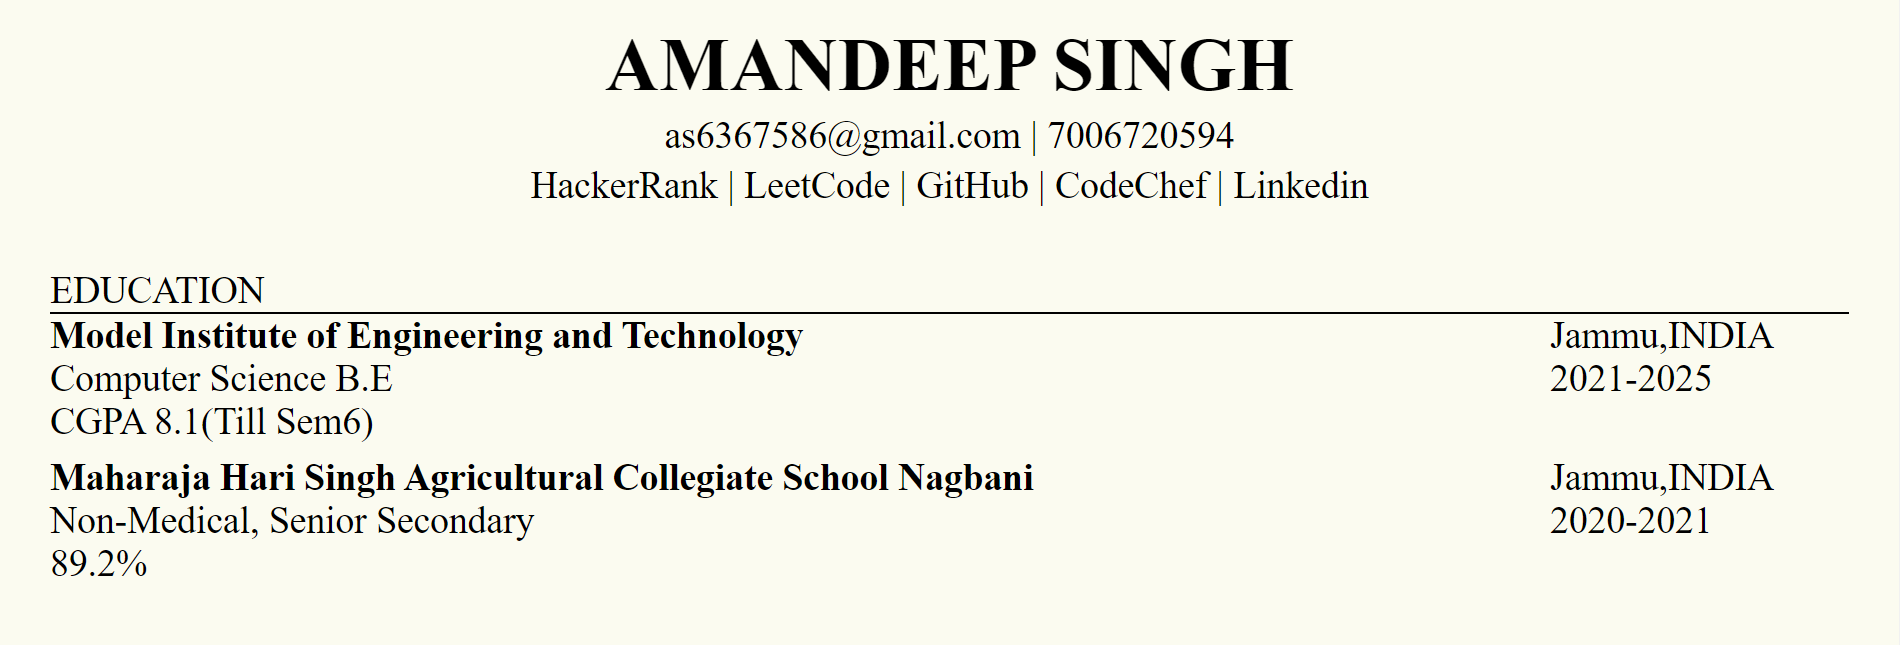 AMANDEEP SINGH
as6367586@gmail.com | 7006720594
HackerRank | LeetCode | GitHub | CodeChef | Linkedin
EDUCATION
Model Institute of Engineering and Technology Jammu,INDIA
Computer Science B.E 2021-2025
CGPA 8.1(Till Sem6)
Maharaja Hari Singh Agricultural Collegiate School Nagbani Jammu,INDIA
Non-Medical, Senior Secondary 2020-2021
89.2%